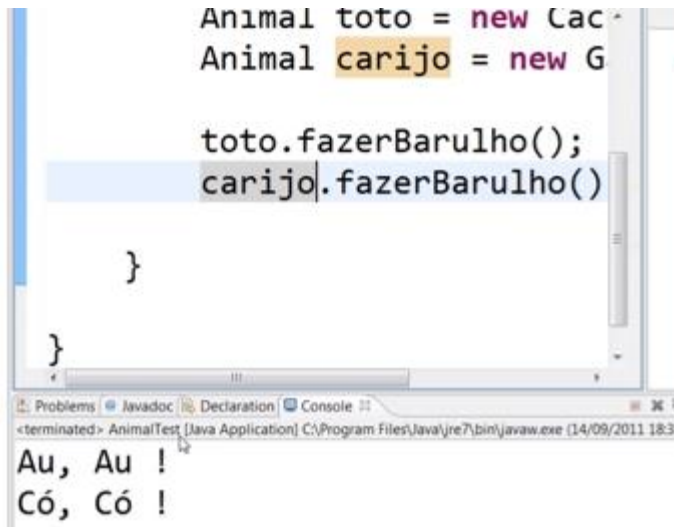 Animal toto = new Cac
Animal carijo = new G
toto.fazerBarulho();
carijo.fazerBarulho()
}
}
Problems Javadoc Declaration Console
<terminated> AnimalTest [Java Application] C:\Program Files\Java\jre7\bin\javaw.exe (14/09/2011 18:3
Au, Au !
Có, Có !